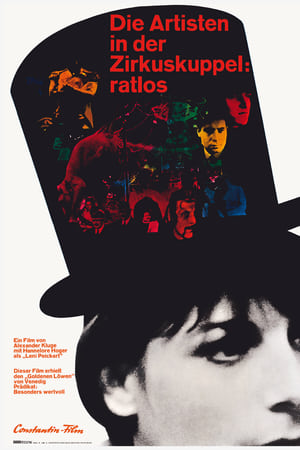 Die Artisten
in der
Zirkuskuppel:
ratlos
Ein Film von
Alexander Kluge
mit Hannelore Hoger
als „Leni Peickert"
Dieser Film erhielt
den „Goldenen Löwen"
von Venedig
Prädikat:
Besonders wertvoll
Constantin-Film